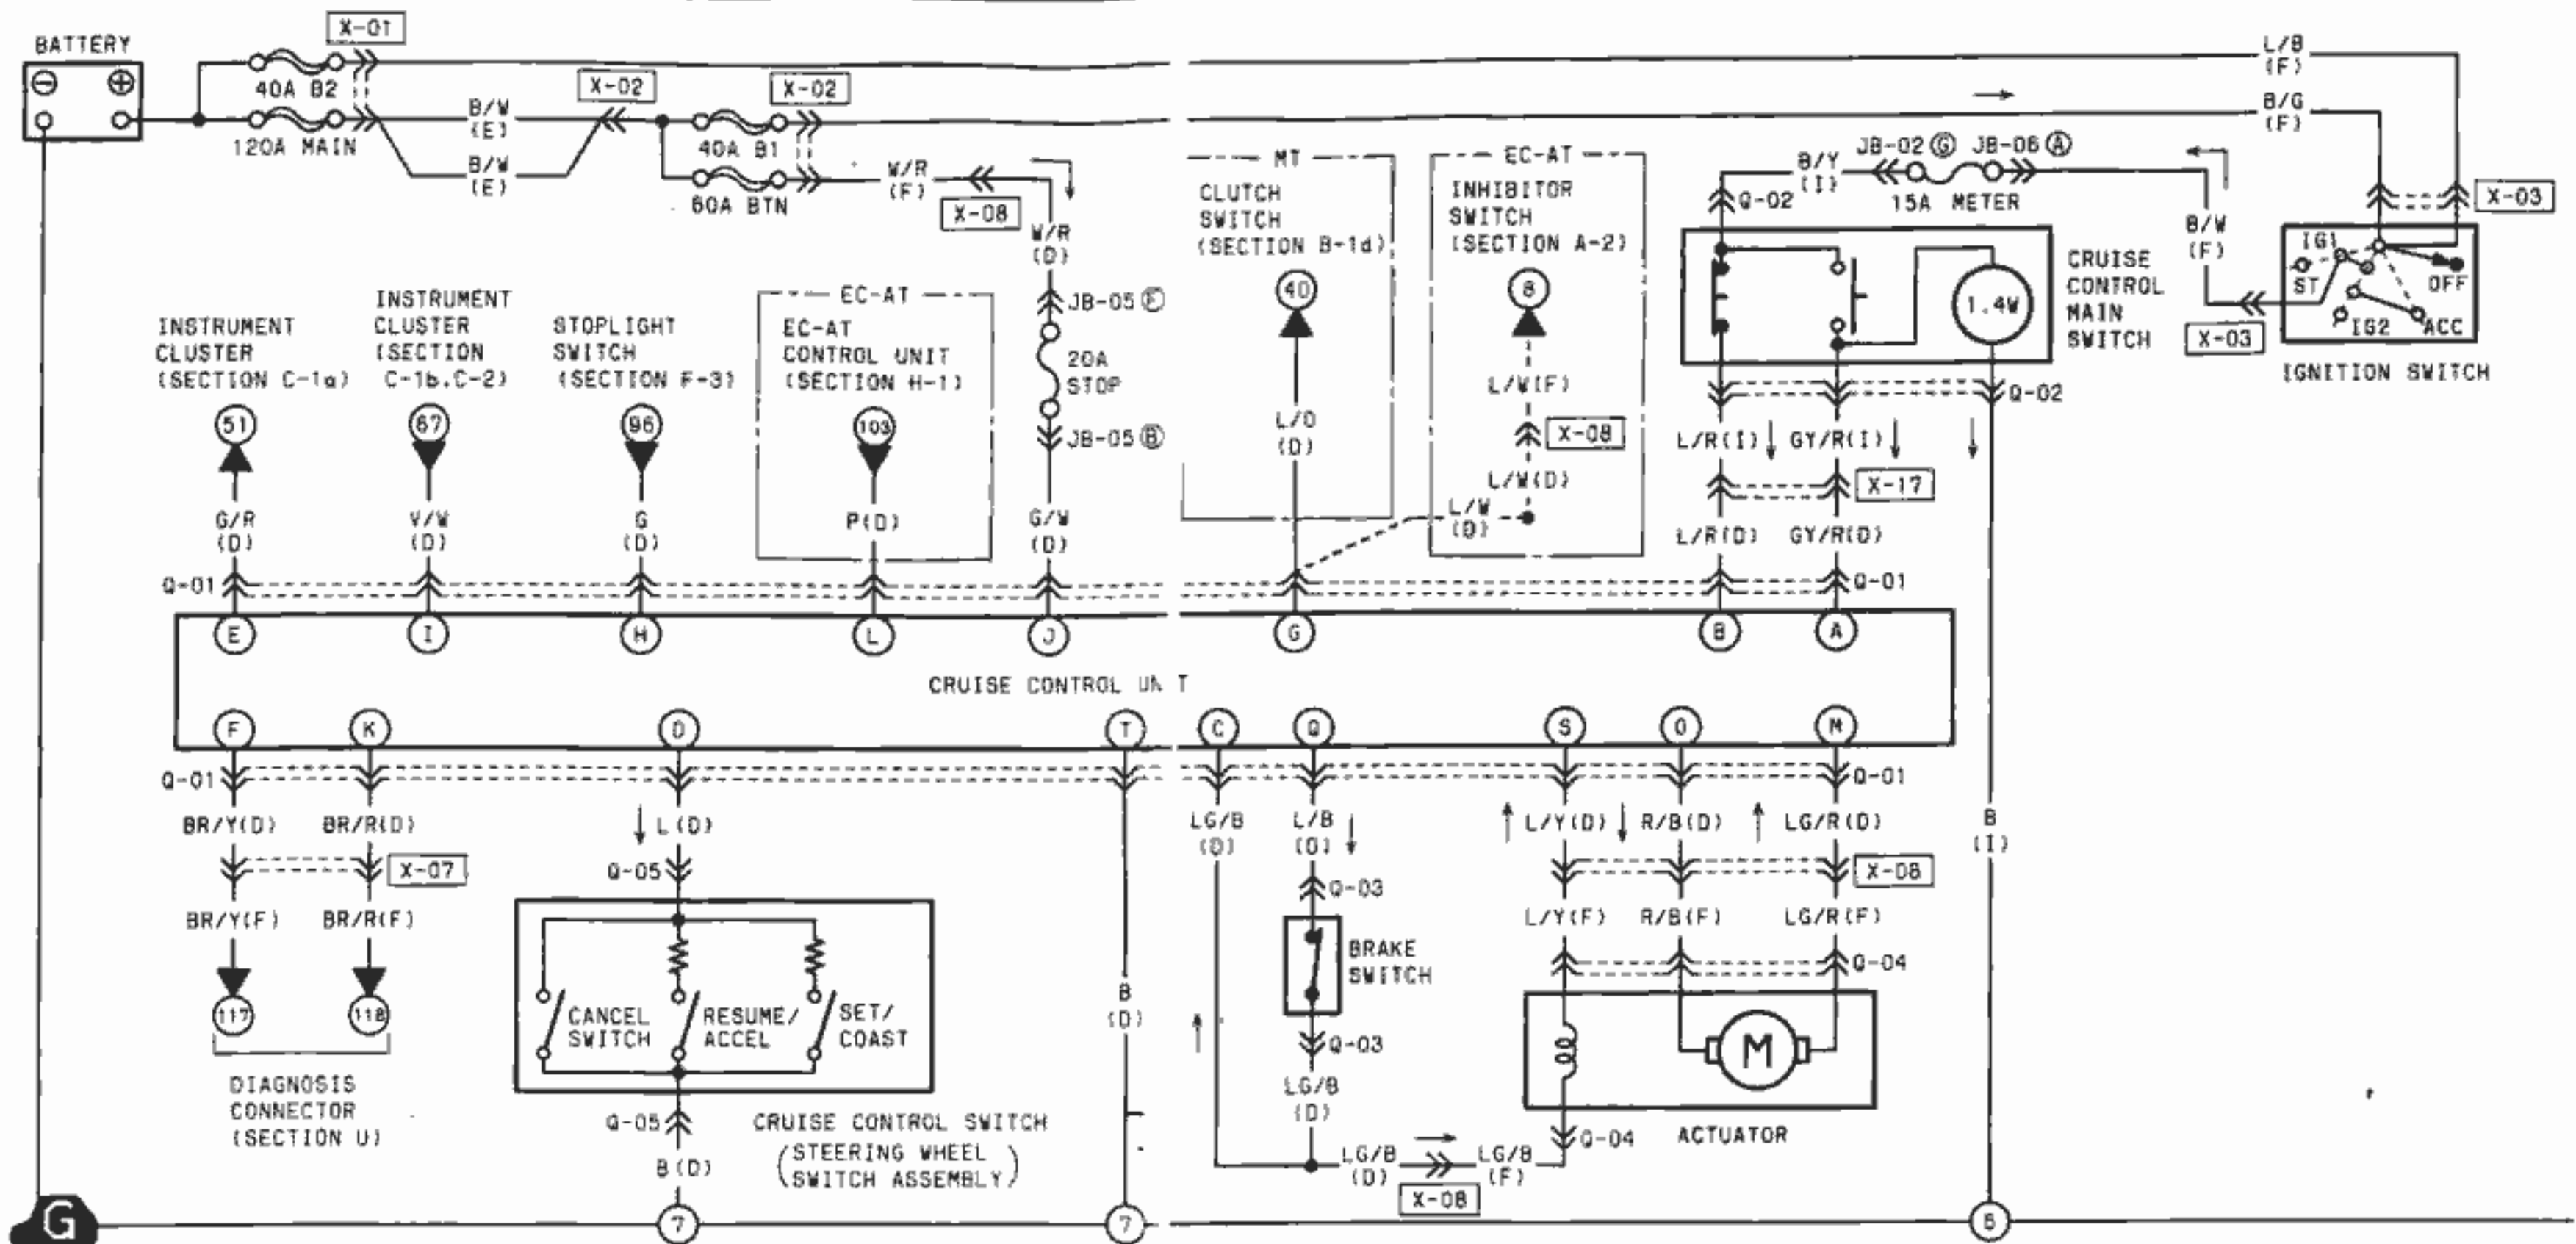 X-01
BATTERY
40A B2
120A MAIN
B/W
(E)
B/W
(E)
X-02
X-02
40A B1
60A BTN
W/R
(F)
X-08
W/R
(D)
L/B
(F)
B/G
(F)
MT
CLUTCH
SWITCH
(SECTION B-1d)
40
L/O
(D)
EC-AT
INHIBITOR
SWITCH
(SECTION A-2)
8
L/W(F)
X-08
L/W(D)
L/W
(D)
B/Y
(I)
JB-02 G
JB-06 A
15A METER
Q-02
CRUISE
CONTROL
MAIN
SWITCH
1.4W
B/W
(F)
X-03
X-03
IG1
ST
OFF
IG2
ACC
IGNITION SWITCH
Q-02
L/R(I)
GY/R(I)
X-17
L/R(D)
GY/R(D)
INSTRUMENT
CLUSTER
(SECTION C-1a)
51
G/R
(D)
INSTRUMENT
CLUSTER
(SECTION
C-1b.C-2)
67
V/W
(D)
STOPLIGHT
SWITCH
(SECTION F-3)
96
G
(D)
EC-AT
EC-AT
CONTROL UNIT
(SECTION H-1)
103
P(D)
JB-05 E
20A
STOP
JB-05 B
G/W
(D)
Q-01
Q-01
E
I
H
L
J
G
B
A
CRUISE CONTROL UN T
F
K
D
T
C
Q
S
O
M
Q-01
Q-01
BR/Y(D)
BR/R(D)
X-07
BR/Y(F)
BR/R(F)
117
118
DIAGNOSIS
CONNECTOR
(SECTION U)
L(D)
Q-05
CANCEL
SWITCH
RESUME/
ACCEL
SET/
COAST
Q-05
CRUISE CONTROL SWITCH
(STEERING WHEEL
SWITCH ASSEMBLY)
B(D)
B
(D)
LG/B
(D)
L/B
(D)
Q-03
BRAKE
SWITCH
Q-03
LG/B
(D)
LG/B
(D)
X-08
LG/B
(F)
L/Y(D)
R/B(D)
LG/R(D)
X-08
L/Y(F)
R/B(F)
LG/R(F)
Q-04
M
Q-04
ACTUATOR
B
(I)
G
7
7